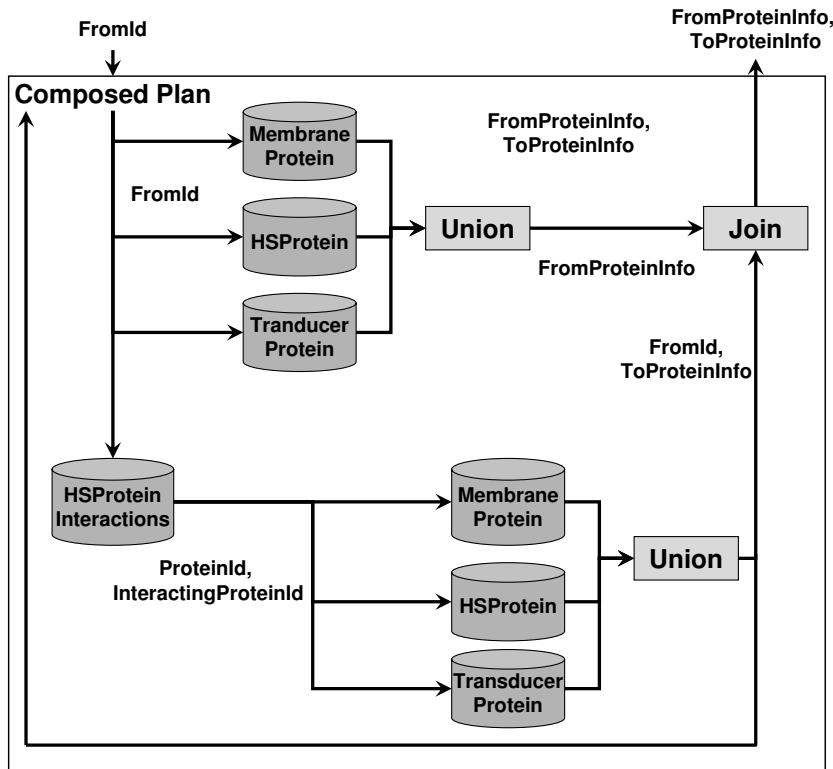 FromProteinInfo,
ToProteinInfo
FromId
Composed Plan
Membrane
Protein
FromProteinInfo,
ToProteinInfo
FromId
HSProtein
Union
Join
FromProteinInfo
Tranducer
Protein
FromId,
ToProteinInfo
HSProtein
Interactions
Membrane
Protein
Union
ProteinId,
InteractingProteinId
HSProtein
Transducer
Protein